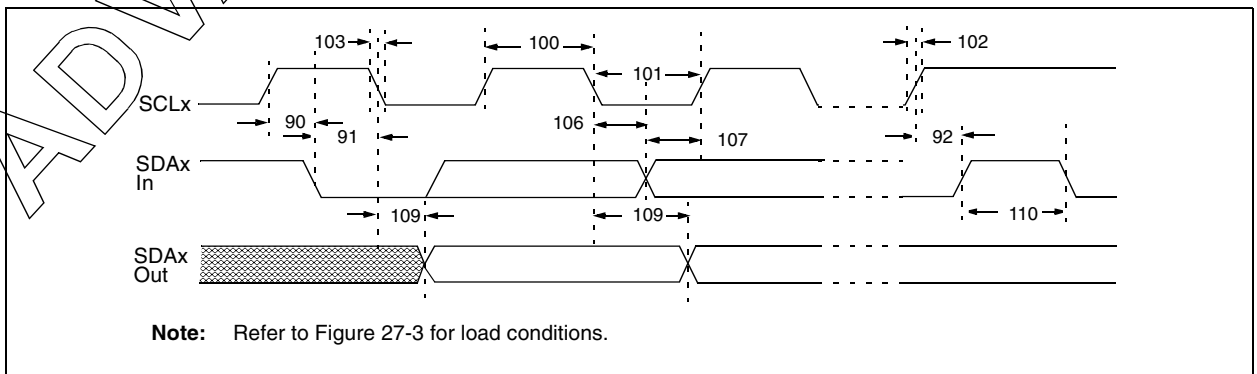 ADV
103
100
102
101
SCLx
90
91
106
107
92
SDAx
In
109
109
110
SDAx
Out
Note: Refer to Figure 27-3 for load conditions.